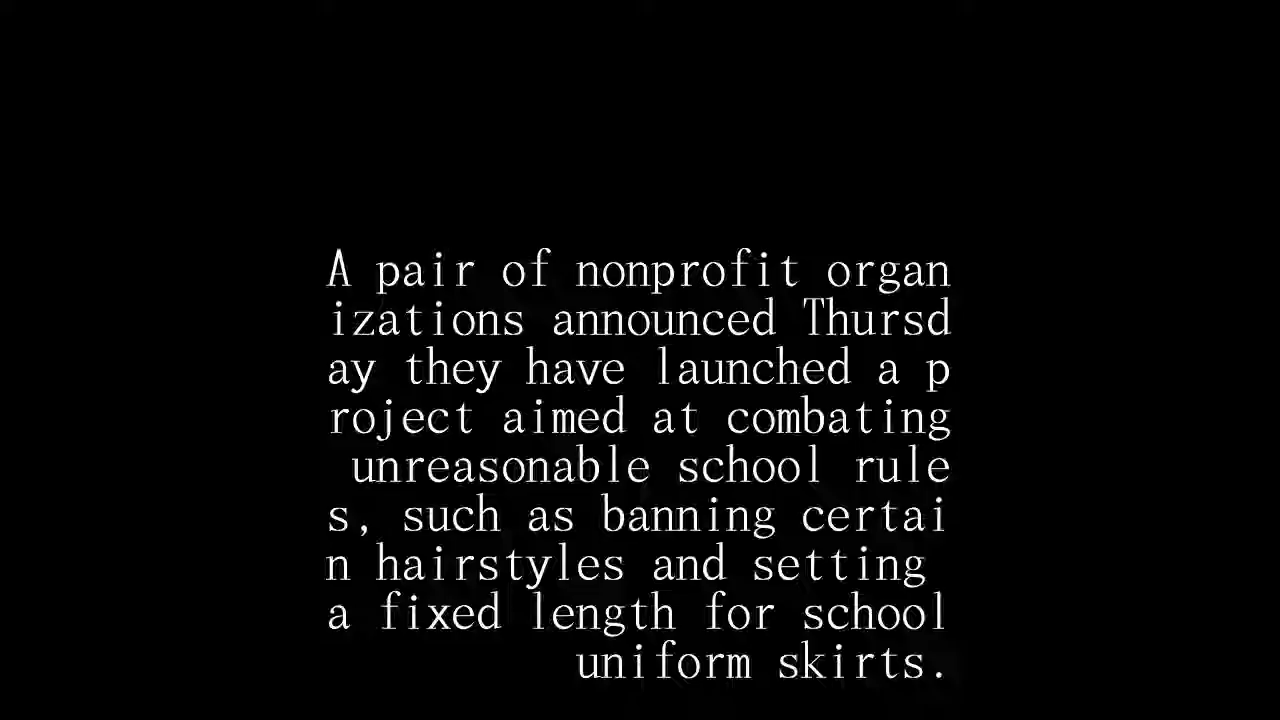 A pair of nonprofit organ
izations announced Thursd
ay they have launched a p
roject aimed at combating
unreasonable school rule
s, such as banning certai
n hairstyles and setting
a fixed length for school
uniform skirts.